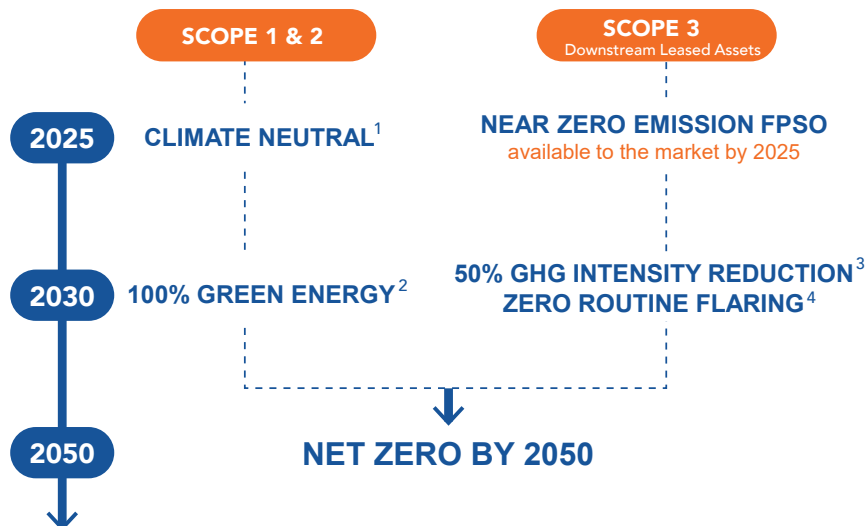 SCOPE 1 & 2
SCOPE 3
Downstream Leased Assets
2025
CLIMATE NEUTRAL1
NEAR ZERO EMISSION FPSO
available to the market by 2025
2030
100% GREEN ENERGY2
50% GHG INTENSITY REDUCTION3
ZERO ROUTINE FLARING4
2050
NET ZERO BY 2050